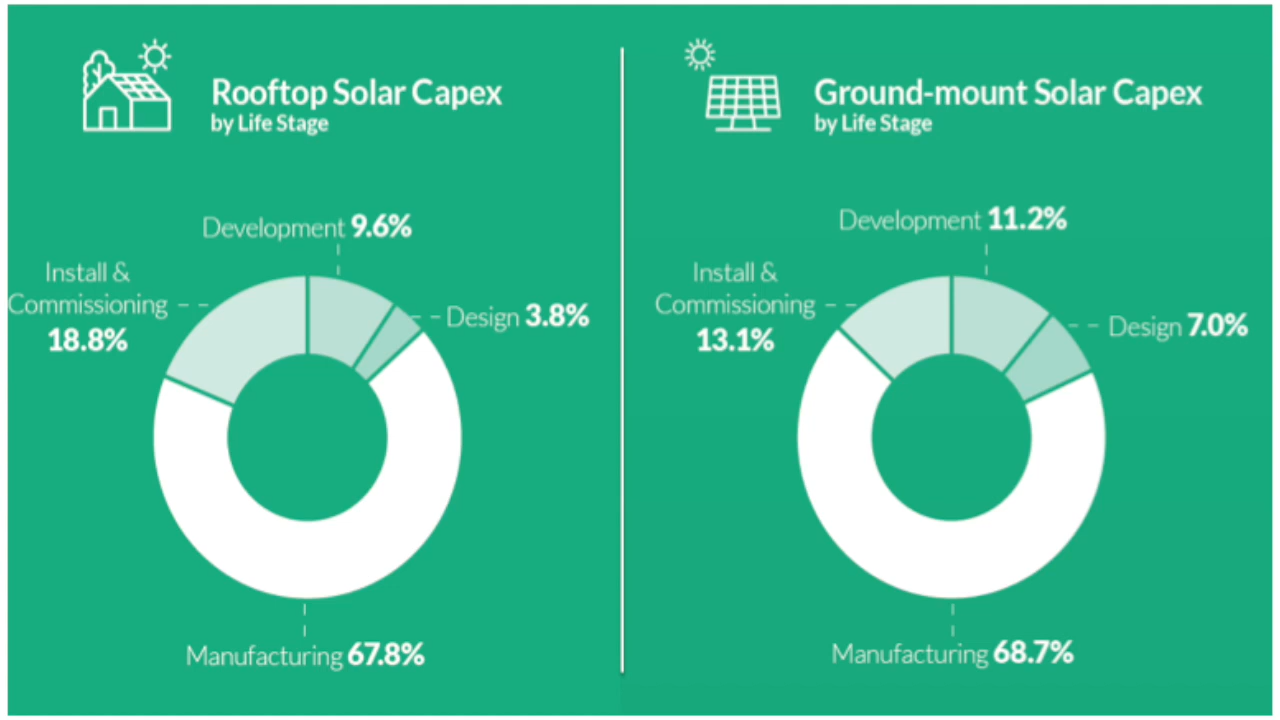 Rooftop Solar Capex
by Life Stage
Development 9.6%
Install &
Commissioning
18.8%
Design 3.8%
Manufacturing 67.8%
Ground-mount Solar Capex
by Life Stage
Development 11.2%
Install &
Commissioning
13.1%
Design 7.0%
Manufacturing 68.7%